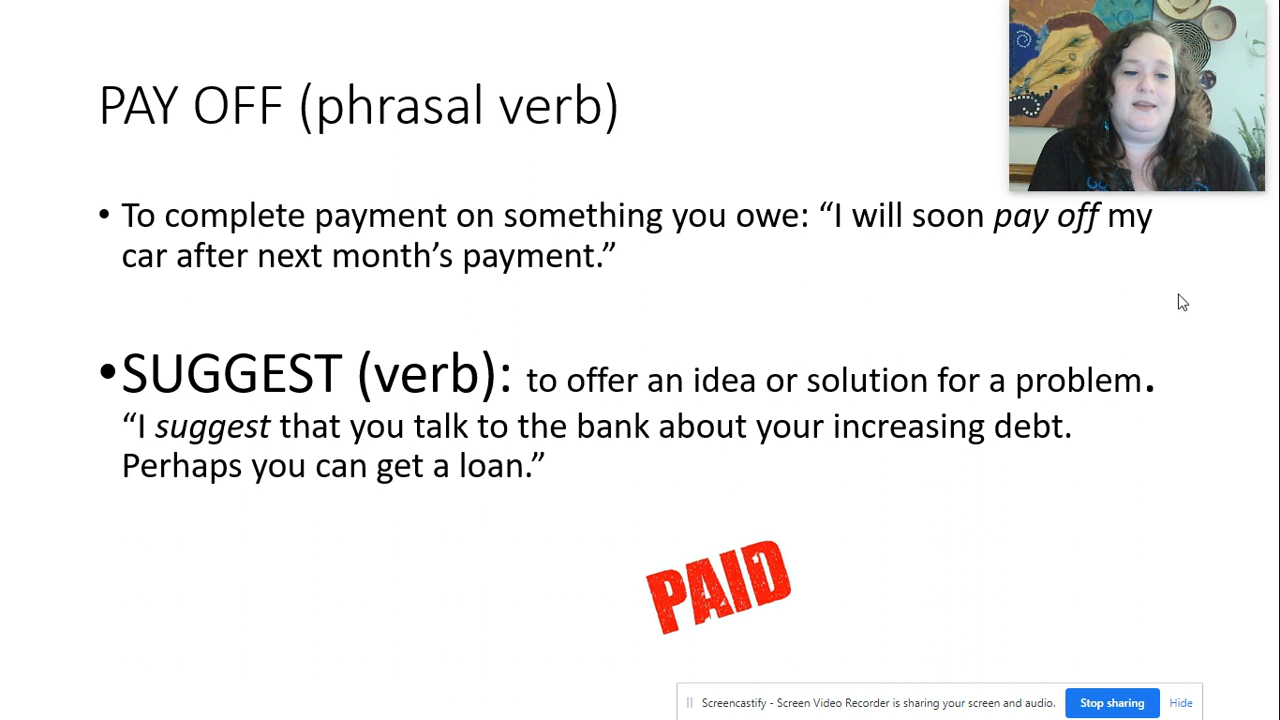 PAY OFF (phrasal verb)
• To complete payment on something you owe: “I will soon pay off my
car after next month’s payment.”
•SUGGEST (verb): to offer an idea or solution for a problem.
“I suggest that you talk to the bank about your increasing debt.
Perhaps you can get a loan.”
PAID
Screencastify - Screen Video Recorder is sharing your screen and audio. Stop sharing Hide